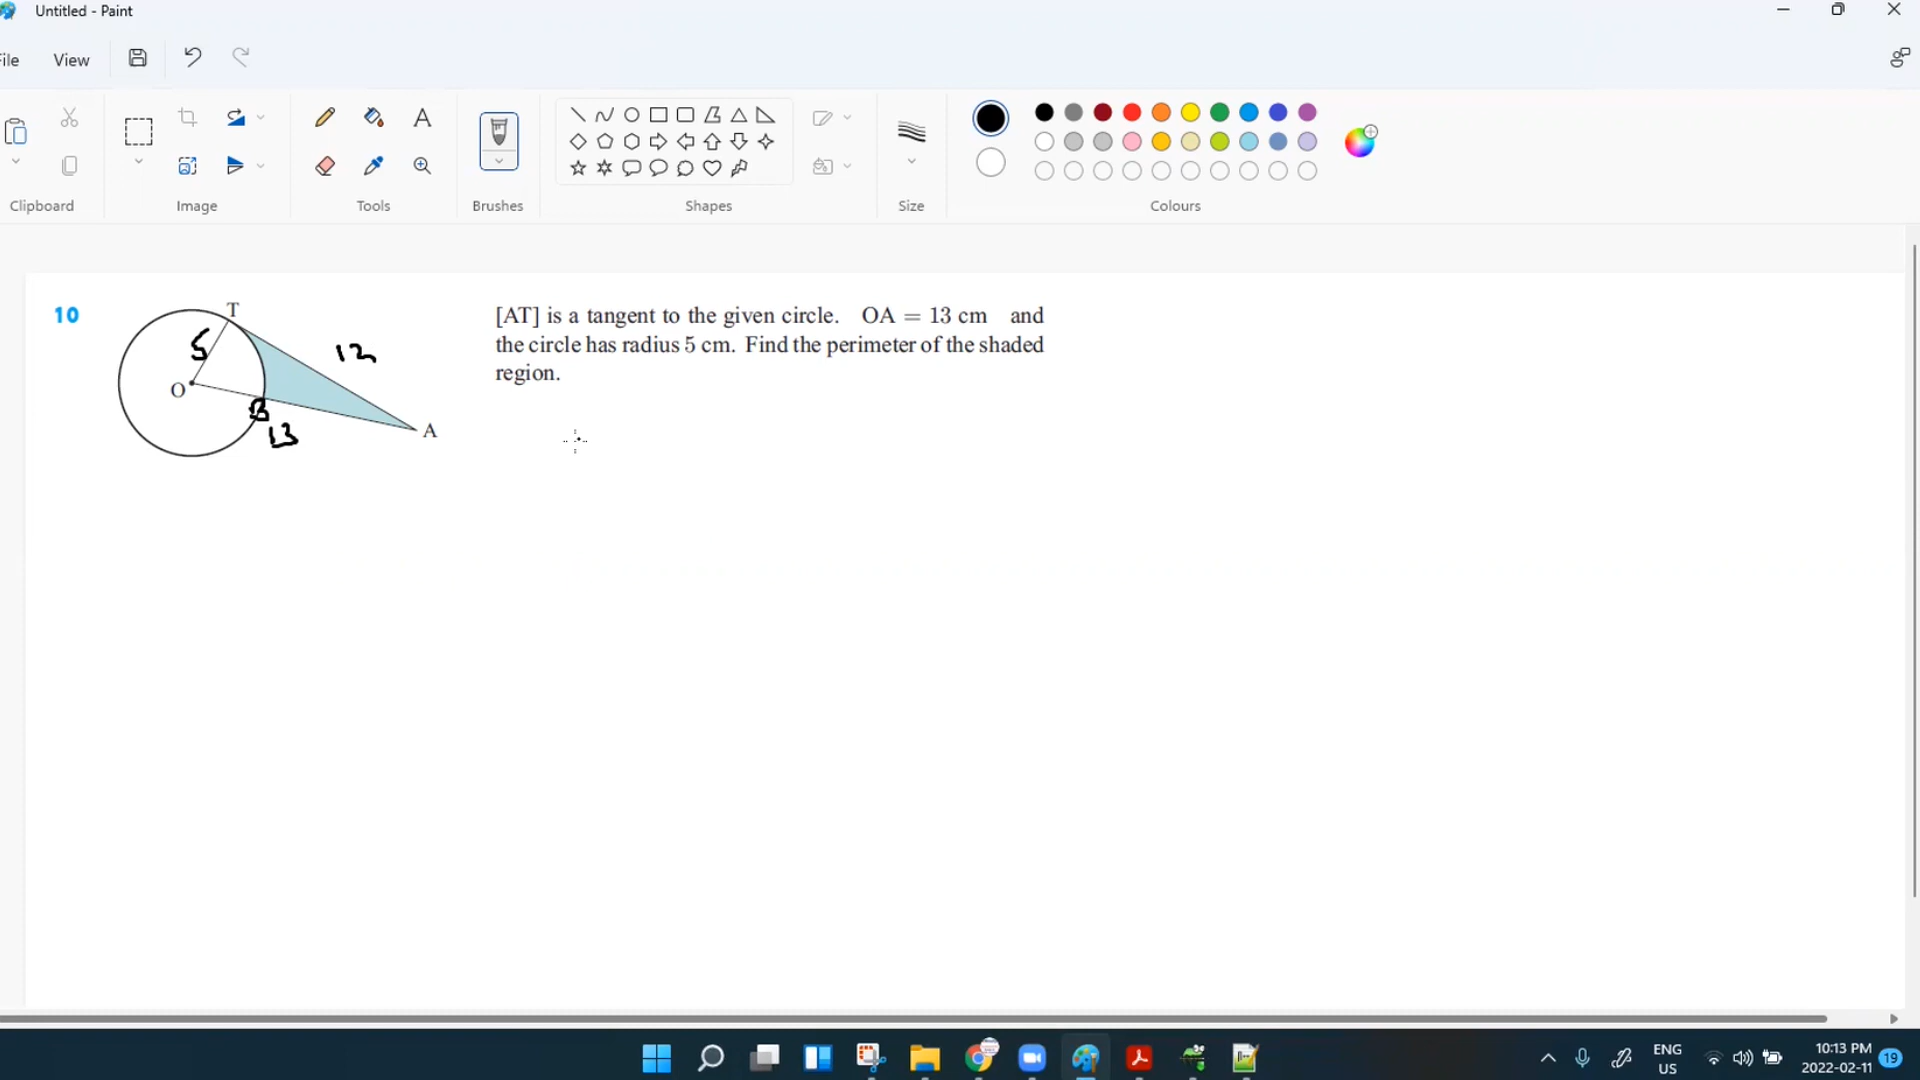 Untitled - Paint
File View
Clipboard Image Tools Brushes Shapes Size Colours
10
T
5
12
O
B
13
A
[AT] is a tangent to the given circle. OA = 13 cm and
the circle has radius 5 cm. Find the perimeter of the shaded
region.
ENG
US
10:13 PM
2022-02-11
19